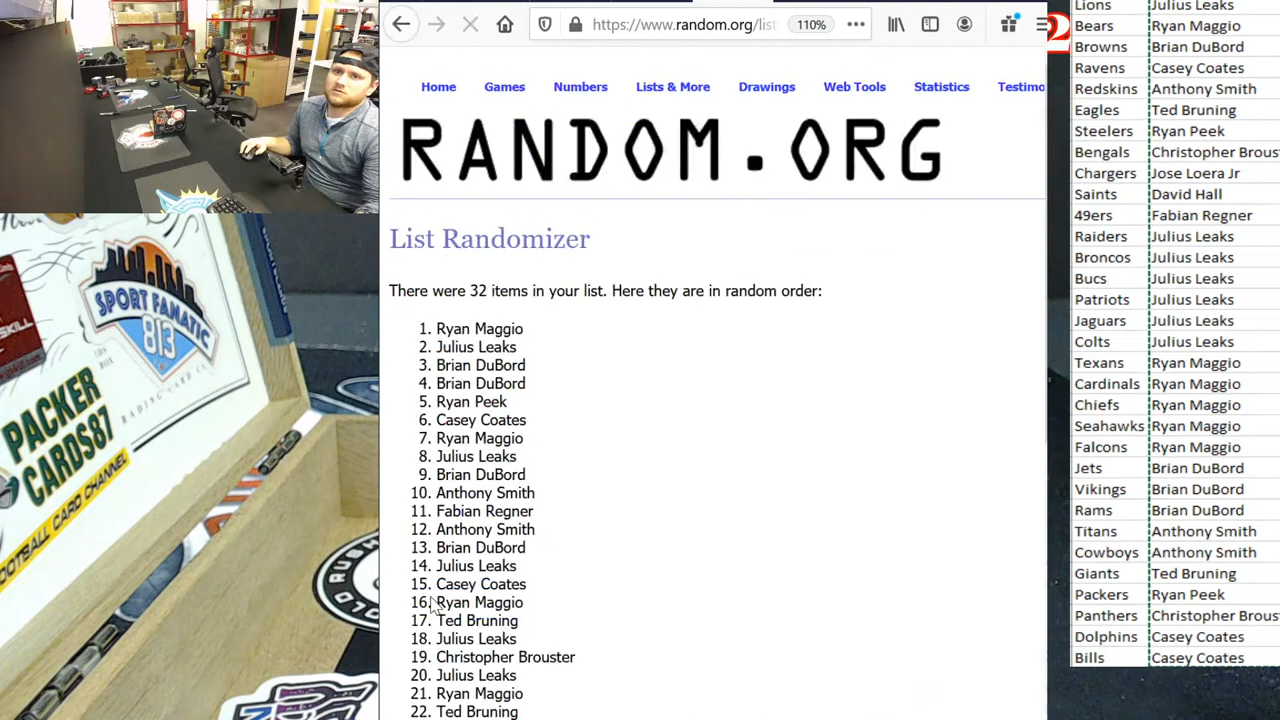 https://www.random.org/list
110%
Home Games Numbers Lists & More Drawings Web Tools Statistics Testimo
RANDOM.ORG
List Randomizer
There were 32 items in your list. Here they are in random order:
1. Ryan Maggio
2. Julius Leaks
3. Brian DuBord
4. Brian DuBord
5. Ryan Peek
6. Casey Coates
7. Ryan Maggio
8. Julius Leaks
9. Brian DuBord
10. Anthony Smith
11. Fabian Regner
12. Anthony Smith
13. Brian DuBord
14. Julius Leaks
15. Casey Coates
16. Ryan Maggio
17. Ted Bruning
18. Julius Leaks
19. Christopher Brouster
20. Julius Leaks
21. Ryan Maggio
22. Ted Bruning
Lions Julius Leaks
Bears Ryan Maggio
Browns Brian DuBord
Ravens Casey Coates
Redskins Anthony Smith
Eagles Ted Bruning
Steelers Ryan Peek
Bengals Christopher Brous
Chargers Jose Loera Jr
Saints David Hall
49ers Fabian Regner
Raiders Julius Leaks
Broncos Julius Leaks
Bucs Julius Leaks
Patriots Julius Leaks
Jaguars Julius Leaks
Colts Julius Leaks
Texans Ryan Maggio
Cardinals Ryan Maggio
Chiefs Ryan Maggio
Seahawks Ryan Maggio
Falcons Ryan Maggio
Jets Brian DuBord
Vikings Brian DuBord
Rams Brian DuBord
Titans Anthony Smith
Cowboys Anthony Smith
Giants Ted Bruning
Packers Ryan Peek
Panthers Christopher Brous
Dolphins Casey Coates
Bills Casey Coates
SPORT FANATIC
813
PACKER
CARDS87
FOOTBALL CARD CHANNEL